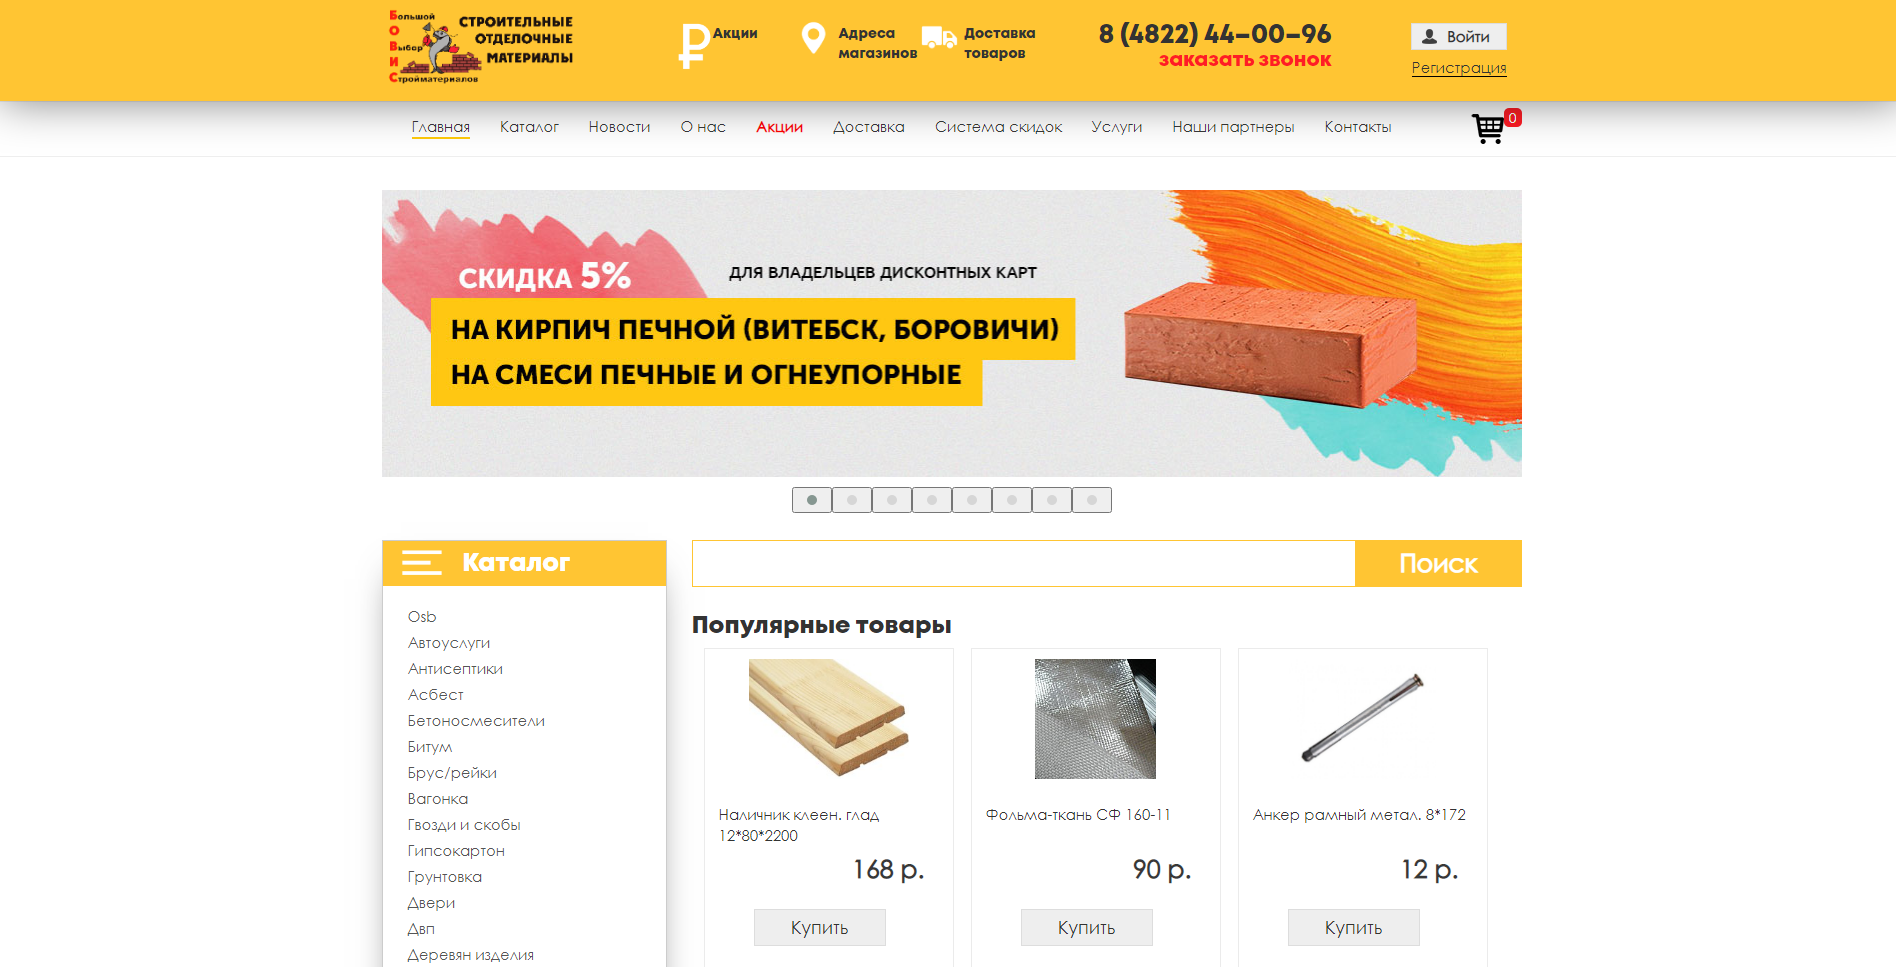 Большой
О
Выбор
И
Стройматериалов
СТРОИТЕЛЬНЫЕ
ОТДЕЛОЧНЫЕ
МАТЕРИАЛЫ
Акции
Адреса
магазинов
Доставка
товаров
8 (4822) 44-00-96
заказать звонок
Войти
Регистрация
Главная Каталог Новости О нас Акции Доставка Система скидок Услуги Наши партнеры Контакты 0
СКИДКА 5% ДЛЯ ВЛАДЕЛЬЦЕВ ДИСКОНТНЫХ КАРТ
НА КИРПИЧ ПЕЧНОЙ (ВИТЕБСК, БОРОВИЧИ)
НА СМЕСИ ПЕЧНЫЕ И ОГНЕУПОРНЫЕ
Каталог
Osb
Автоуслуги
Антисептики
Асбест
Бетоносмесители
Битум
Брус/рейки
Вагонка
Гвозди и скобы
Гипсокартон
Грунтовка
Двери
Двп
Деревян изделия
Поиск
Популярные товары
Наличник клеен. глад
12*80*2200
168 р.
Купить
Фольма-ткань СФ 160-11
90 р.
Купить
Анкер рамный метал. 8*172
12 р.
Купить